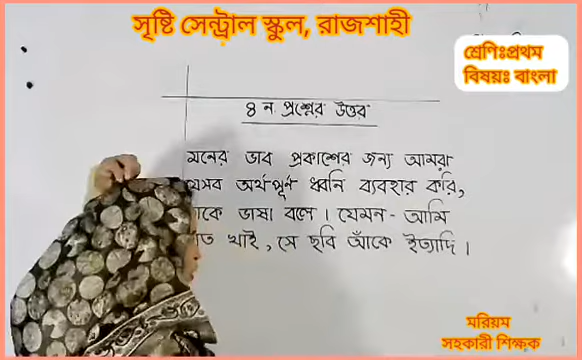 সৃষ্টি সেন্ট্রাল স্কুল, রাজশাহী
শ্রেণিঃপ্রথম
বিষয়ঃ বাংলা
৪ ন প্রশ্নের উত্তর
মনের ভাব প্রকাশের জন্য আমরা
যেসব অর্থপূর্ন ধ্বনি ব্যবহার করি,
তাকে ভাষা বলে। যেমন - আমি
ভাত খাই, সে ছবি আঁকে ইত্যাদি।
মরিয়ম
সহকারী শিক্ষক